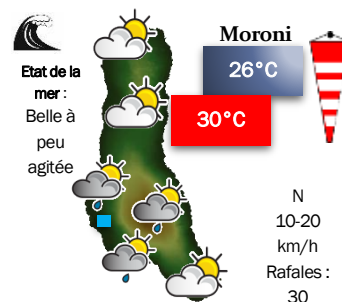 Moroni
26°C
30°C
Etat de la
mer :
Belle à
peu
agitée
N
10-20
km/h
Rafales :
30